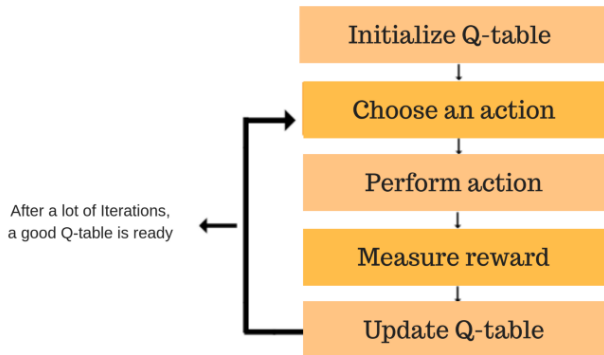 Initialize Q-table
Choose an action
Perform action
After a lot of Iterations,
a good Q-table is ready
Measure reward
Update Q-table